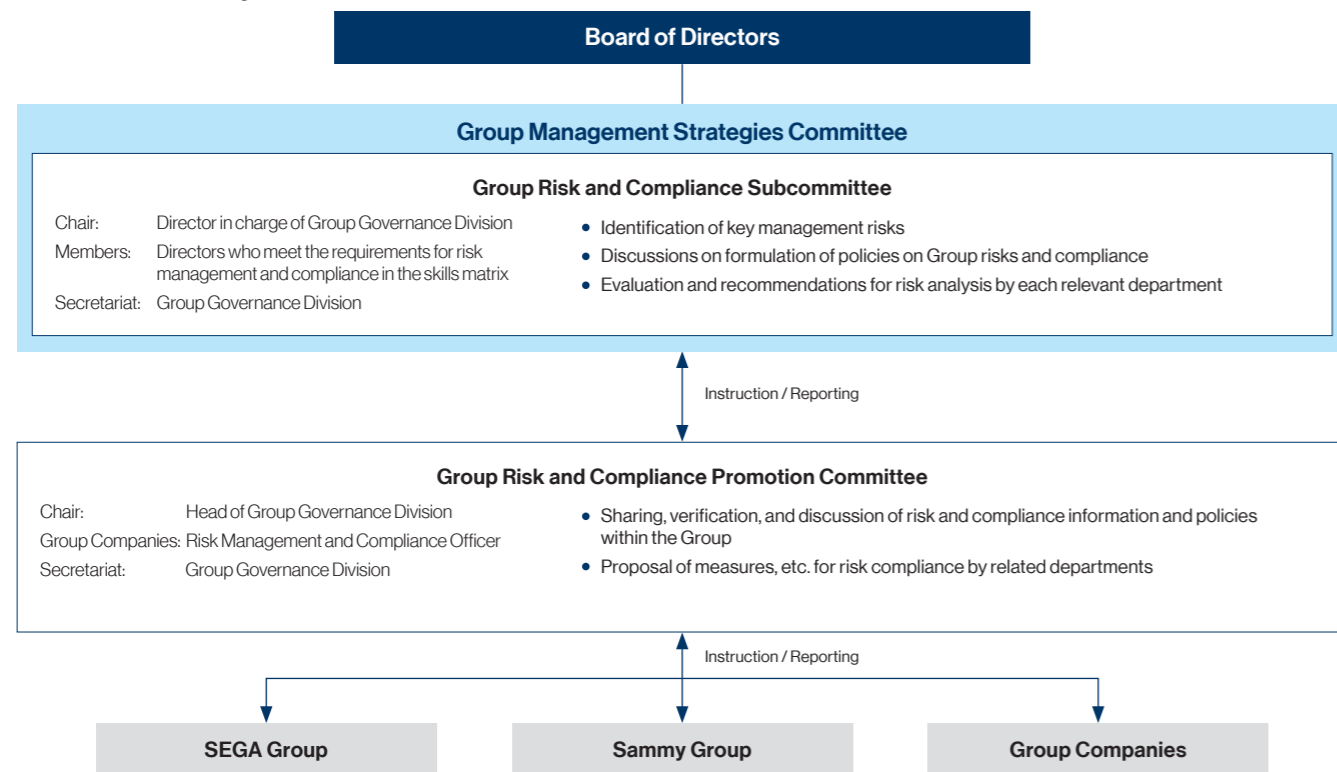 Board of Directors
Group Management Strategies Committee
Group Risk and Compliance Subcommittee
Chair: Director in charge of Group Governance Division
Members: Directors who meet the requirements for risk
management and compliance in the skills matrix
Secretariat: Group Governance Division
• Identification of key management risks
• Discussions on formulation of policies on Group risks and compliance
• Evaluation and recommendations for risk analysis by each relevant department
Instruction / Reporting
Group Risk and Compliance Promotion Committee
Chair: Head of Group Governance Division
Group Companies: Risk Management and Compliance Officer
Secretariat: Group Governance Division
• Sharing, verification, and discussion of risk and compliance information and policies
within the Group
• Proposal of measures, etc. for risk compliance by related departments
Instruction / Reporting
SEGA Group
Sammy Group
Group Companies